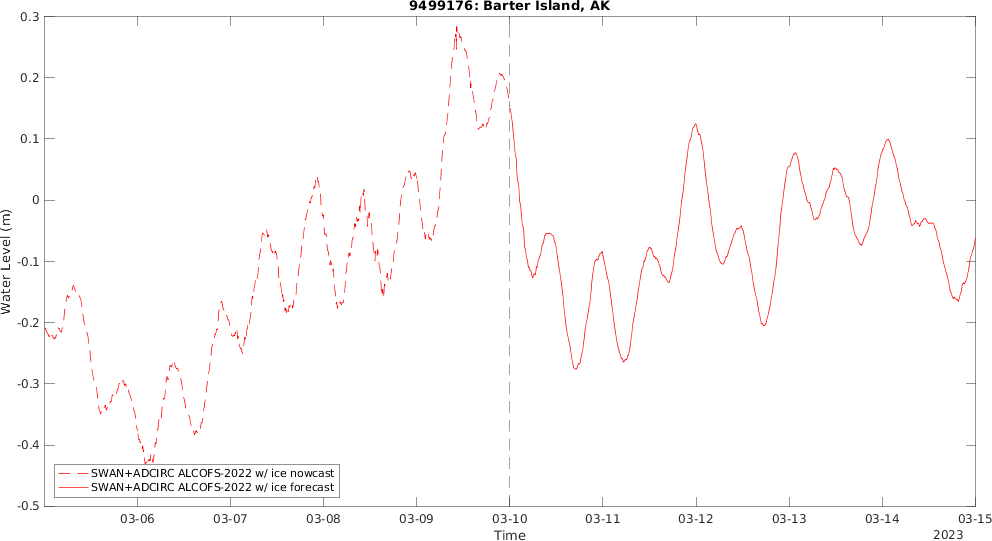 9499176: Barter Island, AK
0.3
0.2
0.1
0
-0.1
-0.2
-0.3
-0.4
-0.5
Water Level (m)
SWAN+ADCIRC ALCOFS-2022 w/ ice nowcast
SWAN+ADCIRC ALCOFS-2022 w/ ice forecast
03-06 03-07 03-08 03-09 03-10 03-11 03-12 03-13 03-14 03-15
Time
2023